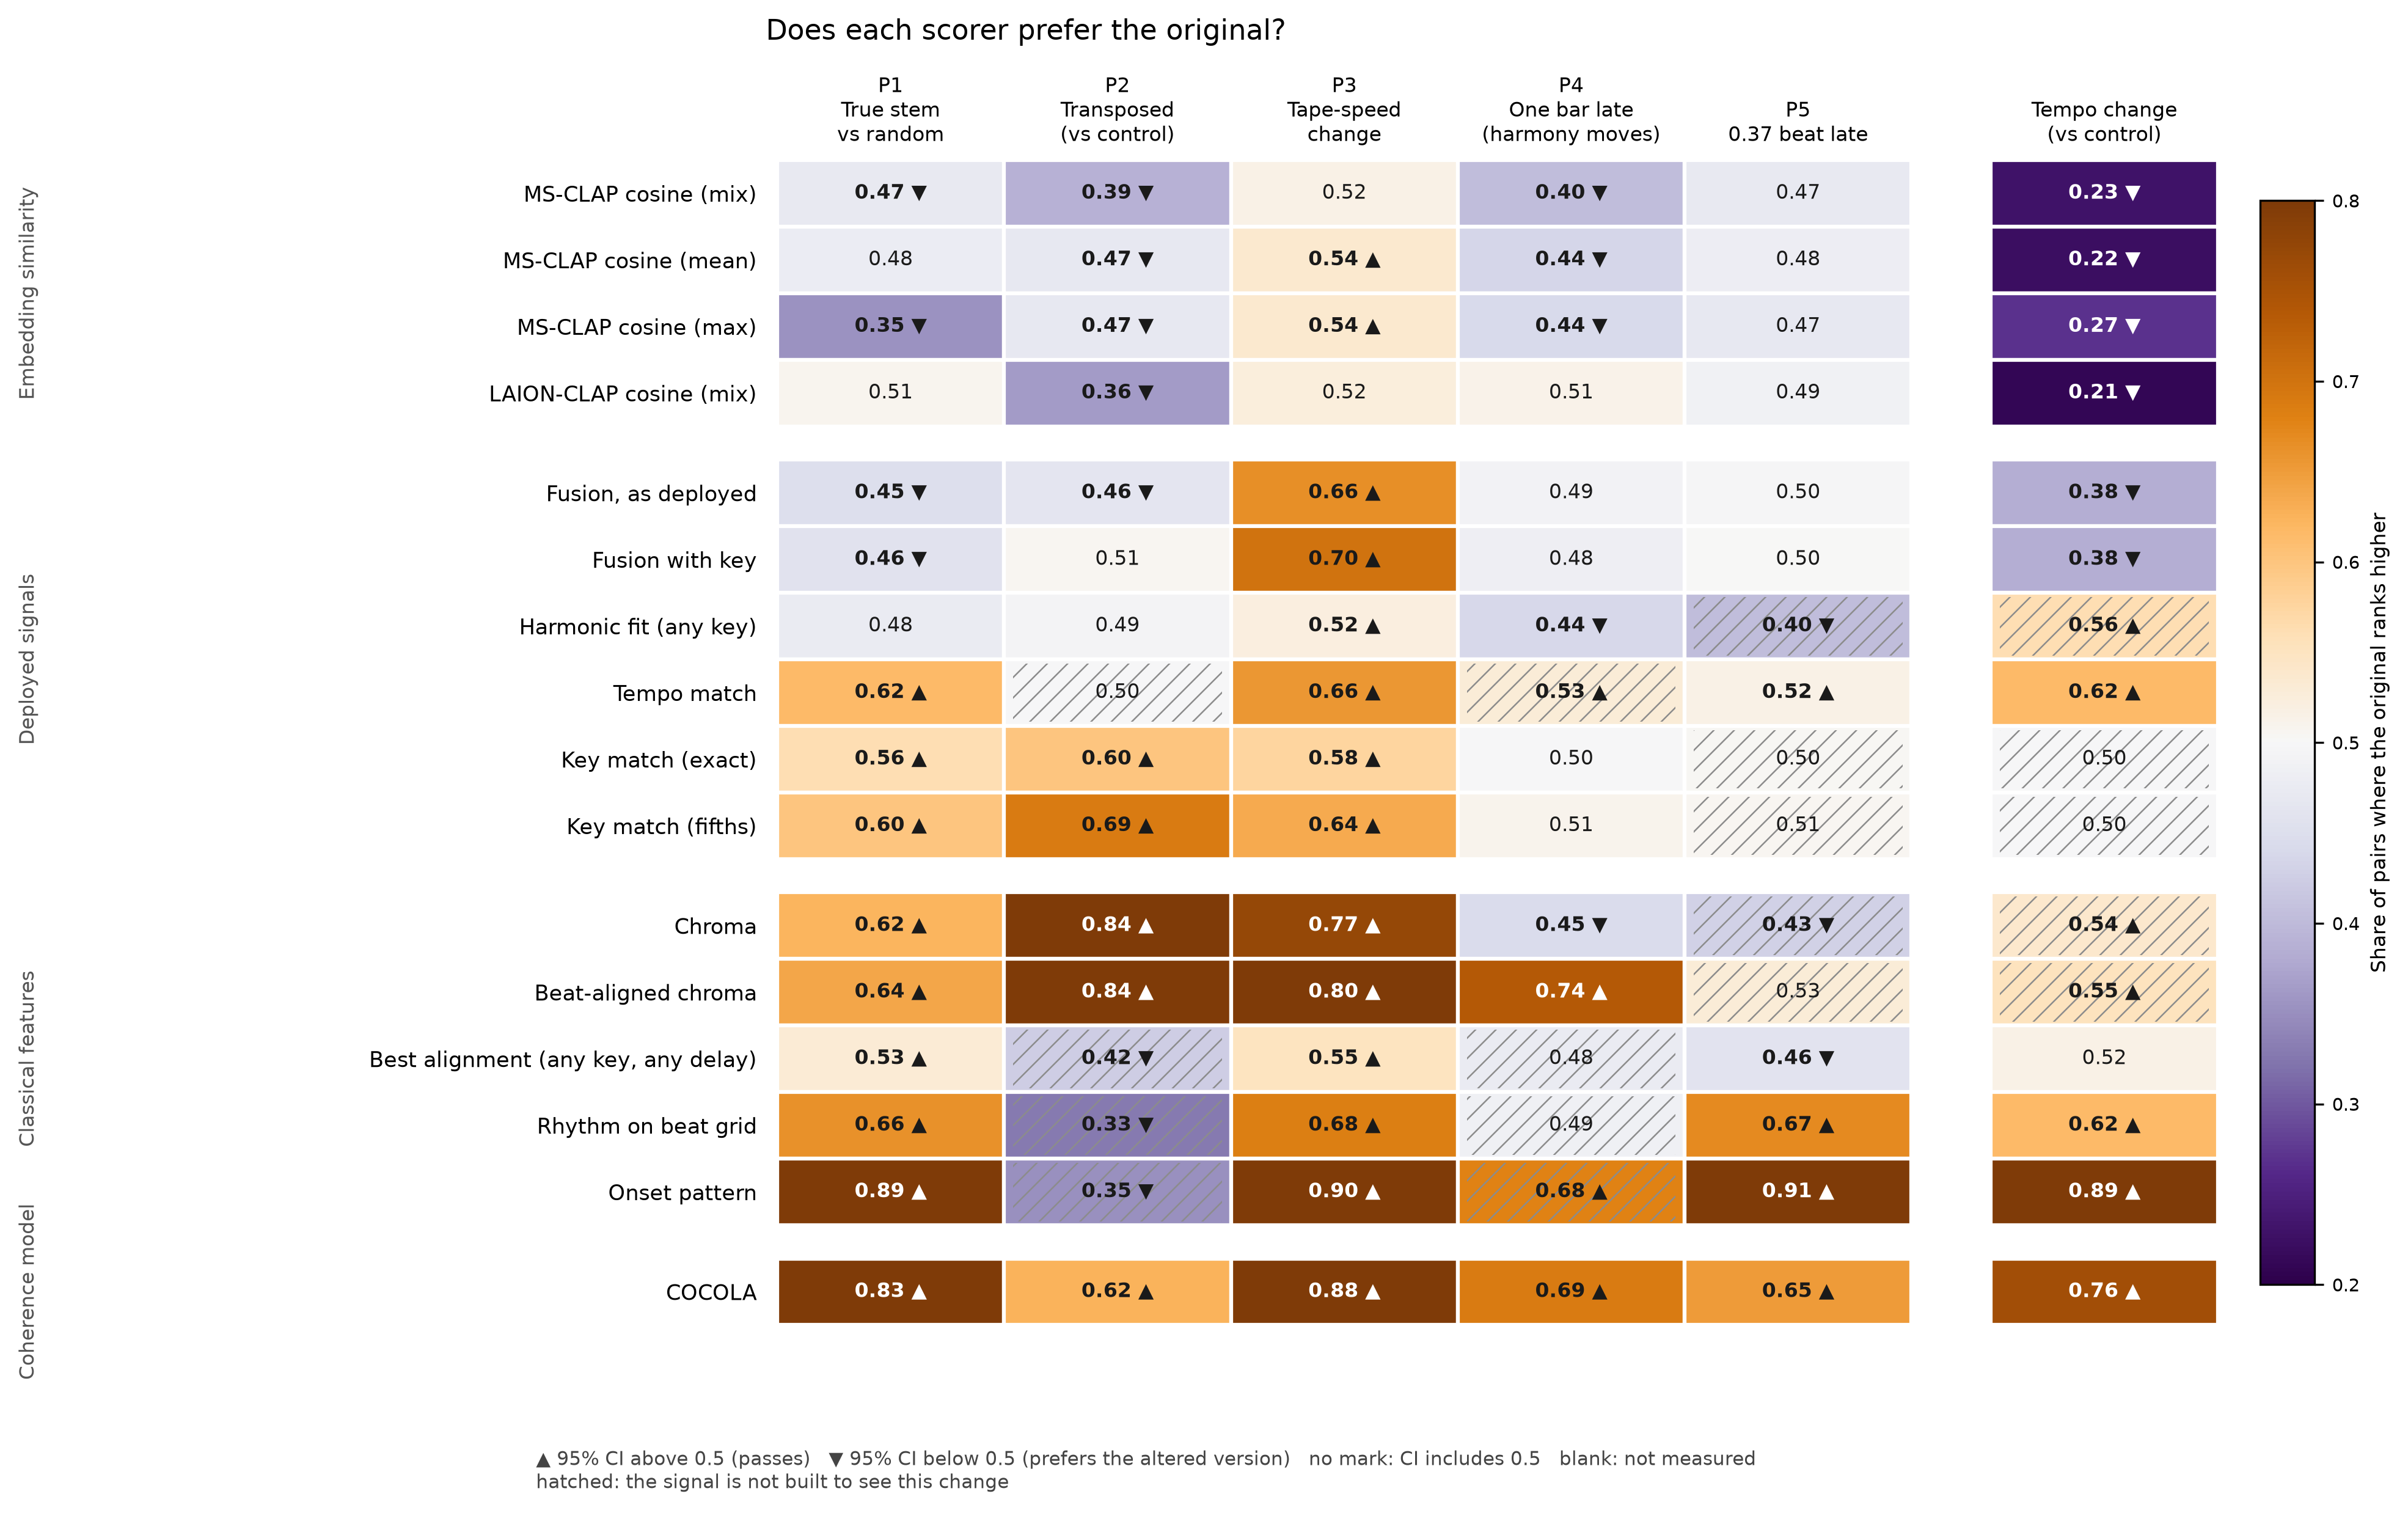 Does each scorer prefer the original?
P1
True stem
vs random
P2
Transposed
(vs control)
P3
Tape-speed
change
P4
One bar late
(harmony moves)
P5
0.37 beat late
Tempo change
(vs control)
Embedding similarity
MS-CLAP cosine (mix) 0.47 ▼ 0.39 ▼ 0.52 0.40 ▼ 0.47 0.23 ▼
MS-CLAP cosine (mean) 0.48 0.47 ▼ 0.54 ▲ 0.44 ▼ 0.48 0.22 ▼
MS-CLAP cosine (max) 0.35 ▼ 0.47 ▼ 0.54 ▲ 0.44 ▼ 0.47 0.27 ▼
LAION-CLAP cosine (mix) 0.51 0.36 ▼ 0.52 0.51 0.49 0.21 ▼
Deployed signals
Fusion, as deployed 0.45 ▼ 0.46 ▼ 0.66 ▲ 0.49 0.50 0.38 ▼
Fusion with key 0.46 ▼ 0.51 0.70 ▲ 0.48 0.50 0.38 ▼
Harmonic fit (any key) 0.48 0.49 0.52 ▲ 0.44 ▼ 0.40 ▼ 0.56 ▲
Tempo match 0.62 ▲ 0.50 0.66 ▲ 0.53 ▲ 0.52 ▲ 0.62 ▲
Key match (exact) 0.56 ▲ 0.60 ▲ 0.58 ▲ 0.50 0.50 0.50
Key match (fifths) 0.60 ▲ 0.69 ▲ 0.64 ▲ 0.51 0.51 0.50
Classical features
Chroma 0.62 ▲ 0.84 ▲ 0.77 ▲ 0.45 ▼ 0.43 ▼ 0.54 ▲
Beat-aligned chroma 0.64 ▲ 0.84 ▲ 0.80 ▲ 0.74 ▲ 0.53 0.55 ▲
Best alignment (any key, any delay) 0.53 ▲ 0.42 ▼ 0.55 ▲ 0.48 0.46 ▼ 0.52
Rhythm on beat grid 0.66 ▲ 0.33 ▼ 0.68 ▲ 0.49 0.67 ▲ 0.62 ▲
Onset pattern 0.89 ▲ 0.35 ▼ 0.90 ▲ 0.68 ▲ 0.91 ▲ 0.89 ▲
Coherence model
COCOLA 0.83 ▲ 0.62 ▲ 0.88 ▲ 0.69 ▲ 0.65 ▲ 0.76 ▲
0.8
0.7
0.6
0.5
0.4
0.3
0.2
Share of pairs where the original ranks higher
▲ 95% CI above 0.5 (passes) ▼ 95% CI below 0.5 (prefers the altered version) no mark: CI includes 0.5 blank: not measured
hatched: the signal is not built to see this change